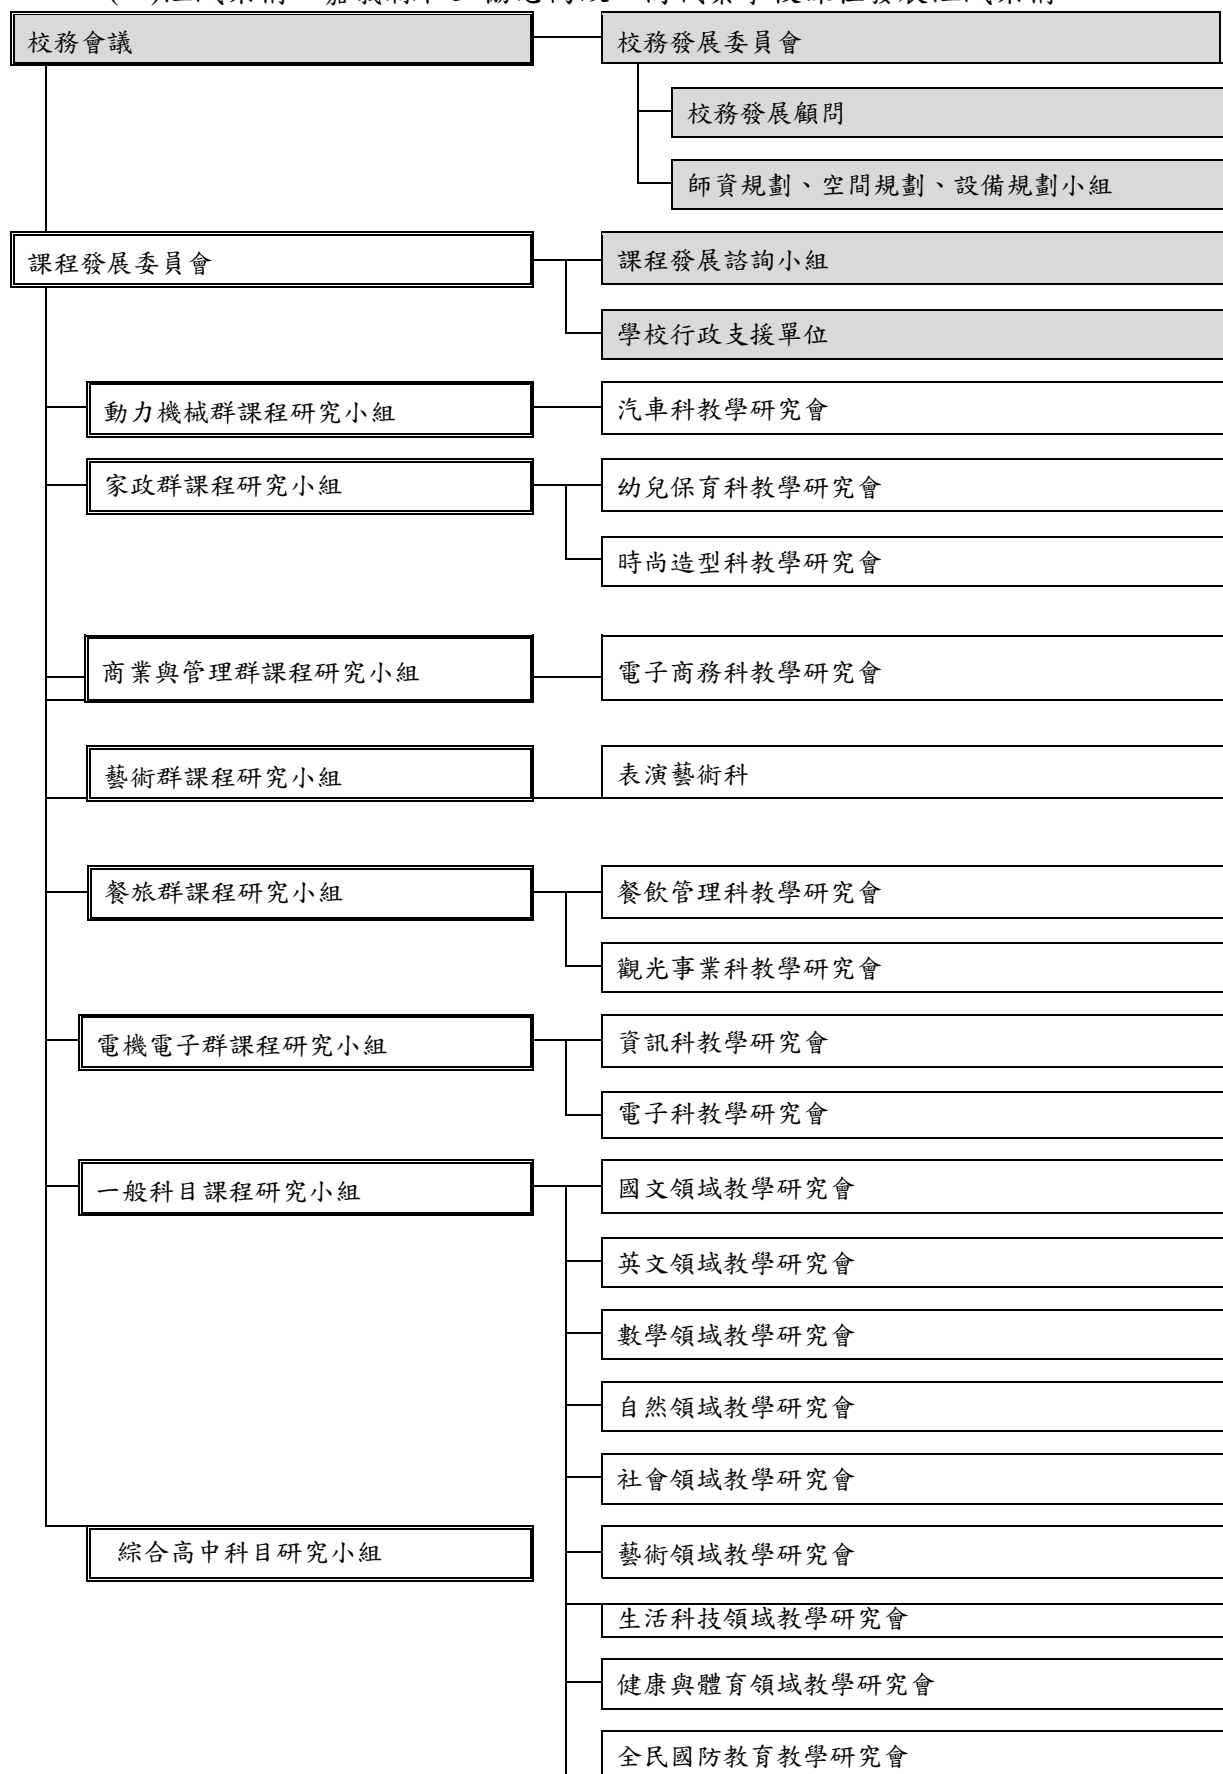 校務會議
校務發展委員會
校務發展顧問
師資規劃、空間規劃、設備規劃小組
課程發展委員會
課程發展諮詢小組
學校行政支援單位
動力機械群課程研究小組
汽車科教學研究會
家政群課程研究小組
幼兒保育科教學研究會
時尚造型科教學研究會
商業與管理群課程研究小組
電子商務科教學研究會
藝術群課程研究小組
表演藝術科
餐旅群課程研究小組
餐飲管理科教學研究會
觀光事業科教學研究會
電機電子群課程研究小組
資訊科教學研究會
電子科教學研究會
一般科目課程研究小組
國文領域教學研究會
英文領域教學研究會
數學領域教學研究會
自然領域教學研究會
社會領域教學研究會
綜合高中科目研究小組
藝術領域教學研究會
生活科技領域教學研究會
健康與體育領域教學研究會
全民國防教育教學研究會